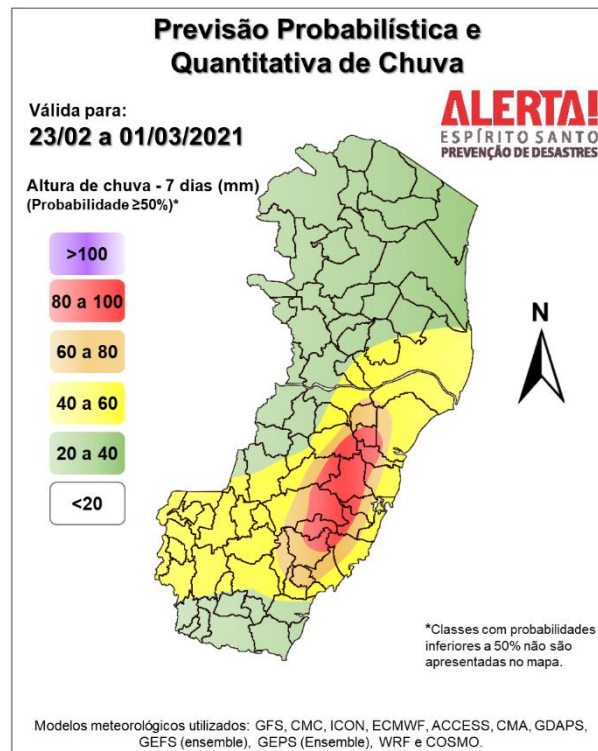 Previsão Probabilística e
Quantitativa de Chuva
Válida para:
23/02 a 01/03/2021
ALERTA!
ESPÍRITO SANTO
PREVENÇÃO DE DESASTRES
Altura de chuva - 7 dias (mm)
(Probabilidade ≥50%)*
>100
80 a 100
60 a 80
40 a 60
20 a 40
<20
N
*Classes com probabilidades
inferiores a 50% não são
apresentadas no mapa.
Modelos meteorológicos utilizados: GFS, CMC, ICON, ECMWF, ACCESS, CMA, GDAPS,
GEFS (ensemble), GEPS (Ensemble), WRF e COSMO.